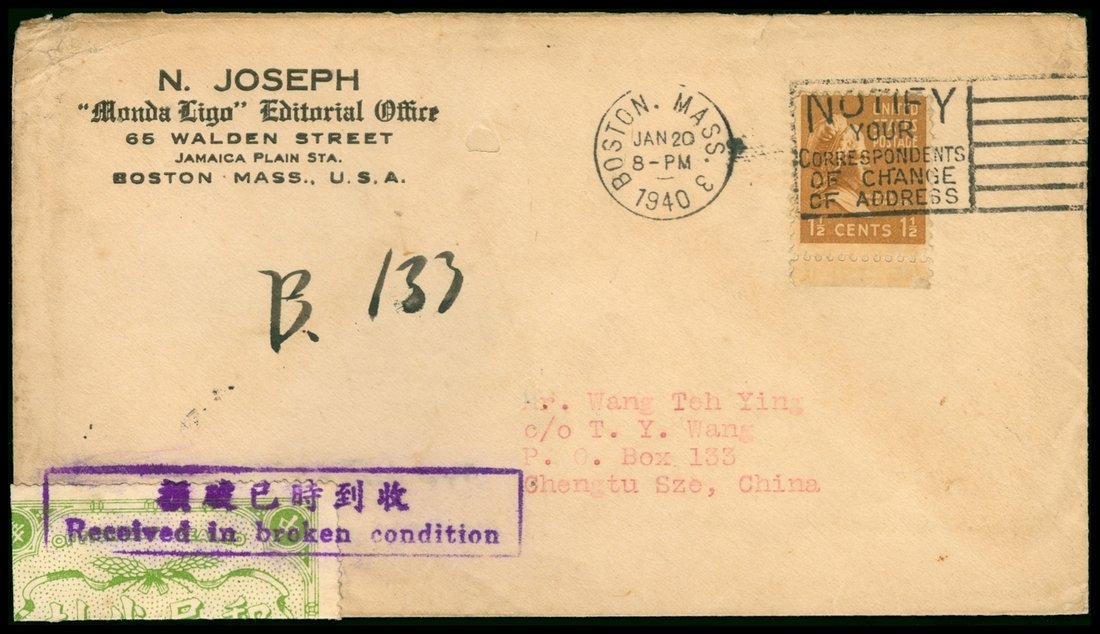 N. JOSEPH
"Monda Ligo" Editorial Office
65 WALDEN STREET
JAMAICA PLAIN STA.
BOSTON MASS., U.S.A.
BOSTON, MASS. 3
JAN 20
8-PM
1940
NOTIFY
YOUR
CORRESPONDENTS
OF CHANGE
OF ADDRESS
UNITED
POSTAGE
1½ CENTS 1½
B. 133
Mr. Wang Teh Ying
c/o T. Y. Wang
P. O. Box 133
Chengtu Sze, China
破已時到收
Received in broken condition